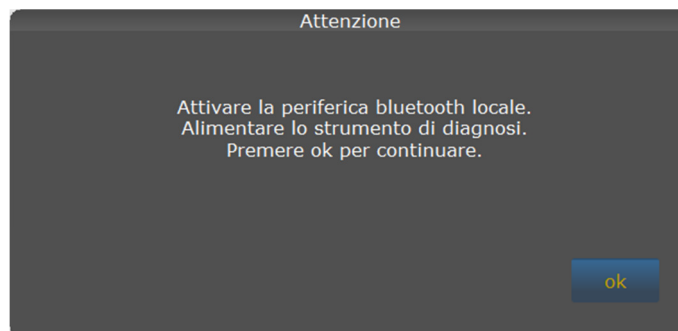 Attenzione
Attivare la periferica bluetooth locale.
Alimentare lo strumento di diagnosi.
Premere ok per continuare.
ok